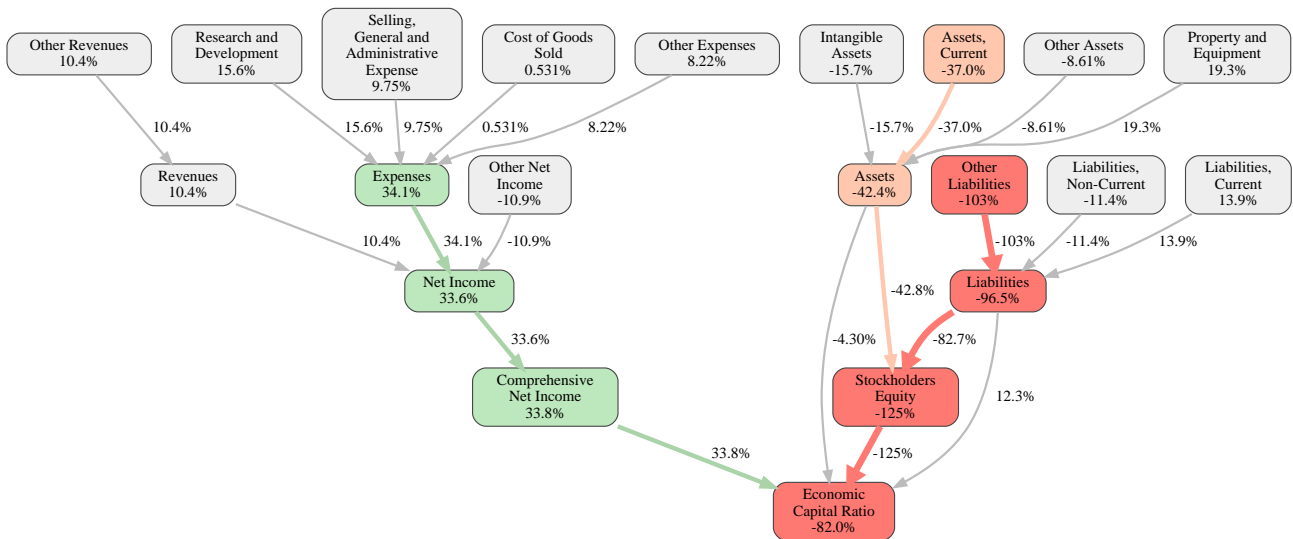 Other Revenues
10.4%
Research and
Development
15.6%
Selling,
General and
Administrative
Expense
9.75%
Cost of Goods
Sold
0.531%
Other Expenses
8.22%
Intangible
Assets
-15.7%
Assets,
Current
-37.0%
Other Assets
-8.61%
Property and
Equipment
19.3%
10.4%
15.6%
9.75%
0.531%
8.22%
-15.7%
-37.0%
-8.61%
19.3%
Revenues
10.4%
Expenses
34.1%
Other Net
Income
-10.9%
Assets
-42.4%
Other
Liabilities
-103%
Liabilities,
Non-Current
-11.4%
Liabilities,
Current
13.9%
10.4%
34.1%
-10.9%
-103%
-11.4%
13.9%
Net Income
33.6%
-42.8%
Liabilities
-96.5%
33.6%
-4.30%
-82.7%
Comprehensive
Net Income
33.8%
Stockholders
Equity
-125%
12.3%
33.8%
-125%
Economic
Capital Ratio
-82.0%